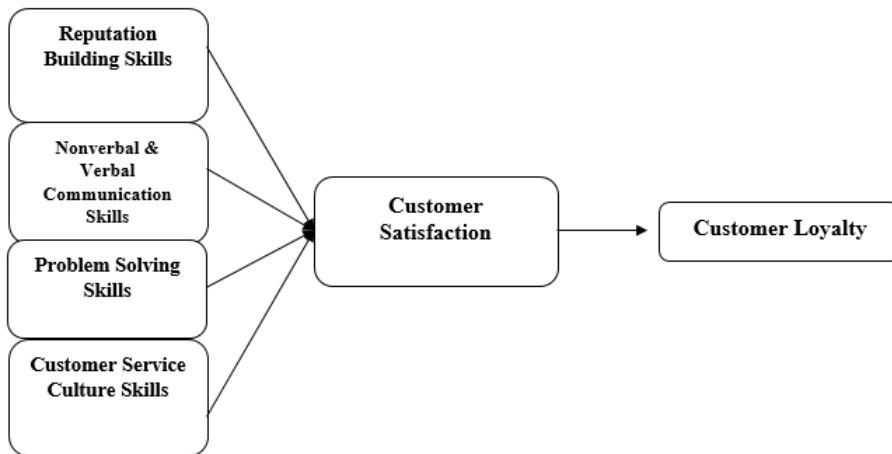 Reputation
Building Skills
Nonverbal &
Verbal
Communication
Skills
Problem Solving
Skills
Customer Service
Culture Skills
Customer
Satisfaction
Customer Loyalty